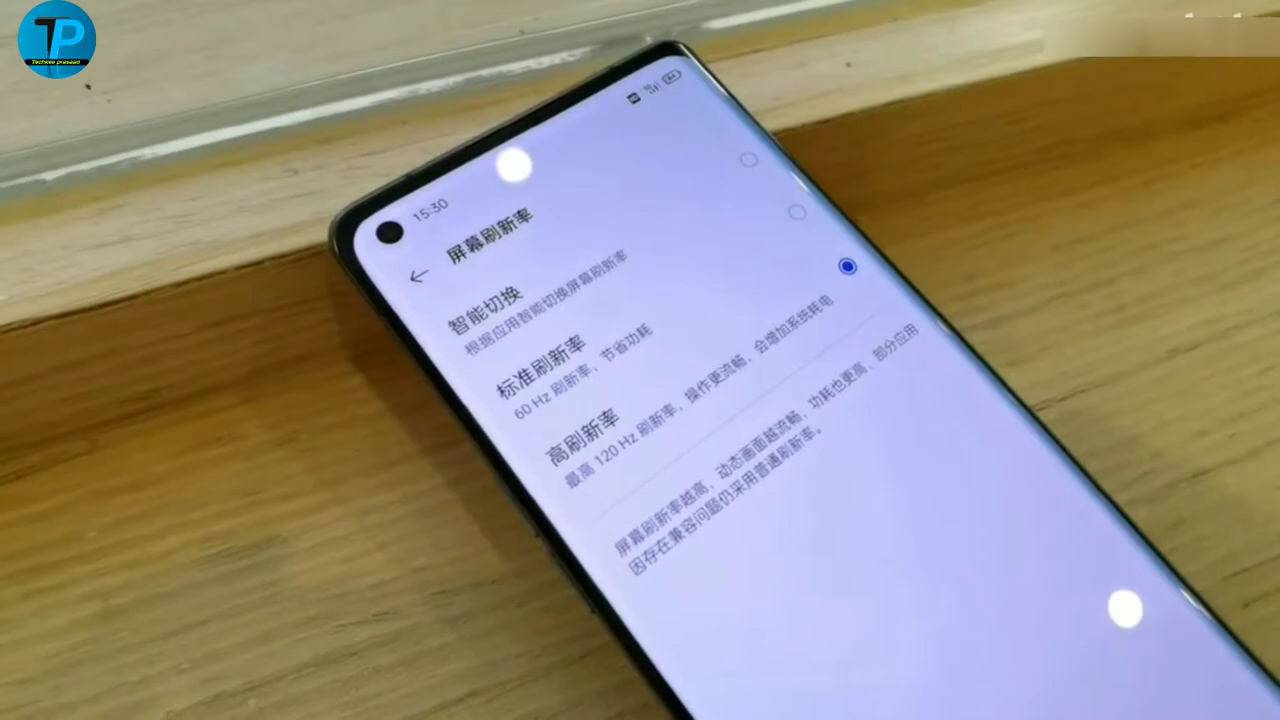 TP
Techkee prasaad
15:30
屏幕刷新率
智能切换
根据应用智能切换屏幕刷新率
标准刷新率
60 Hz 刷新率，节省功耗
高刷新率
最高 120 Hz 刷新率，操作更流畅，会增加系统耗电
屏幕刷新率越高，动态画面越流畅，功耗也更高，部分应用
因存在兼容问题仍采用普通刷新率。